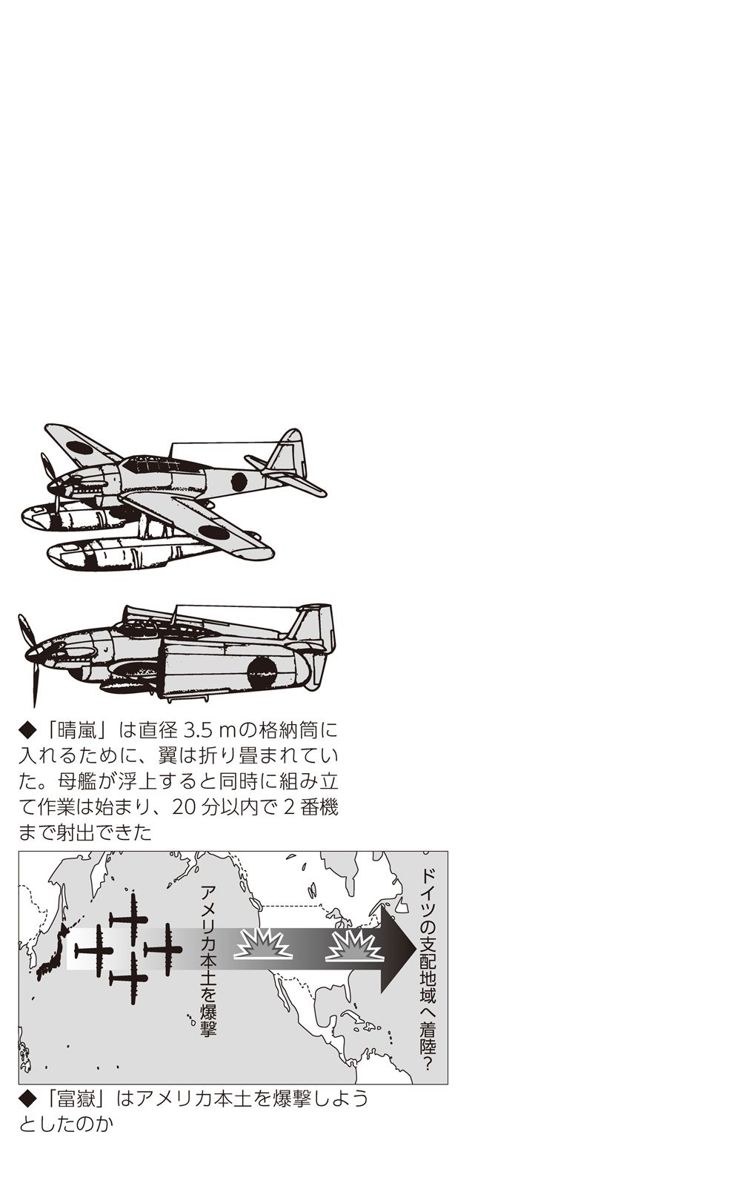 ◆「晴嵐」は直径 3.5 mの格納筒に
入れるために、翼は折り畳まれてい
た。母艦が浮上すると同時に組み立
て作業は始まり、20 分以内で 2 番機
まで射出できた
アメリカ本土を爆撃
ドイツの支配地域へ着陸？
◆「富嶽」はアメリカ本土を爆撃しよう
としたのか